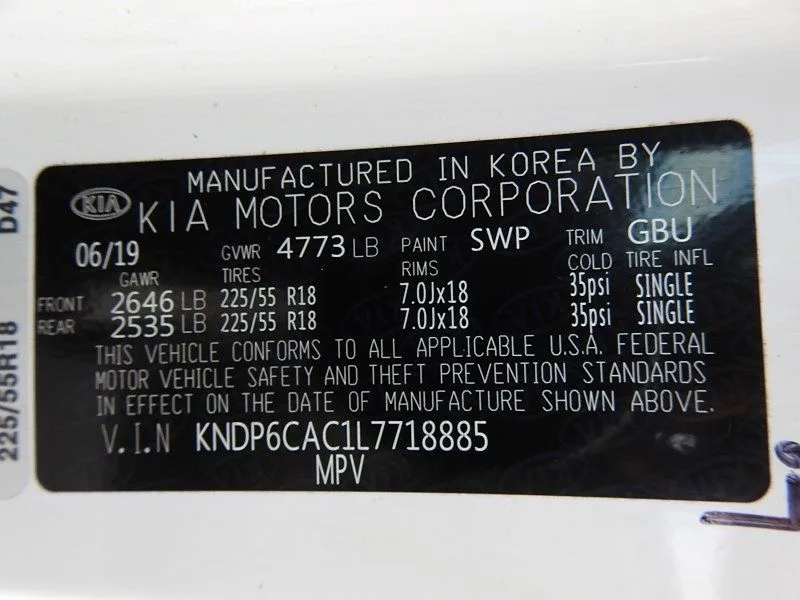 MANUFACTURED IN KOREA BY
KIA KIA MOTORS CORPORATION
06/19 GVWR 4773 LB PAINT SWP TRIM GBU
GAWR TIRES RIMS COLD TIRE INFL
FRONT 2646 LB 225/55 R18 7.0Jx18 35psi SINGLE
REAR 2535 LB 225/55 R18 7.0Jx18 35psi SINGLE
THIS VEHICLE CONFORMS TO ALL APPLICABLE U.S.A. FEDERAL
MOTOR VEHICLE SAFETY AND THEFT PREVENTION STANDARDS
IN EFFECT ON THE DATE OF MANUFACTURE SHOWN ABOVE.
V.I.N KNDP6CAC1L7718885
MPV
225/55R18 D47